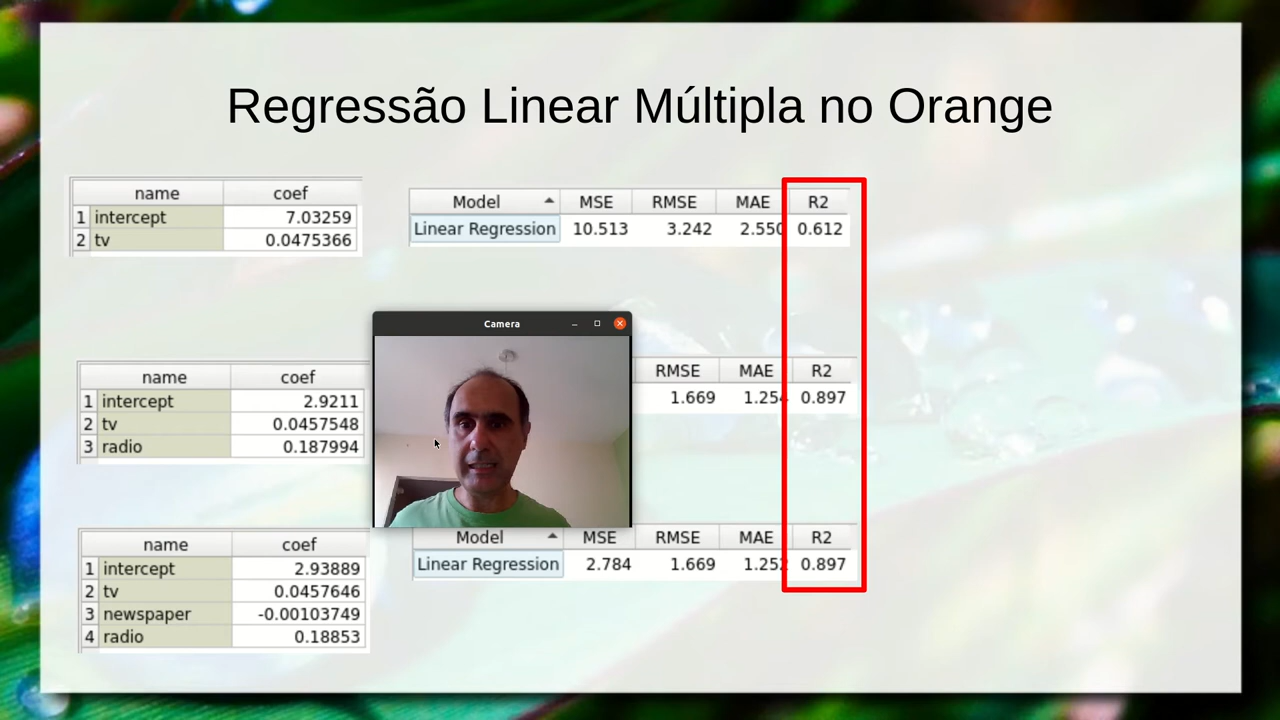 Regressão Linear Múltipla no Orange
name coef
1 intercept 7.03259
2 tv 0.0475366
Model MSE RMSE MAE R2
Linear Regression 10.513 3.242 2.550 0.612
Camera
name coef
1 intercept 2.9211
2 tv 0.0457548
3 radio 0.187994
RMSE MAE R2
1.669 1.254 0.897
name coef
1 intercept 2.93889
2 tv 0.0457646
3 newspaper -0.00103749
4 radio 0.18853
Model MSE RMSE MAE R2
Linear Regression 2.784 1.669 1.252 0.897